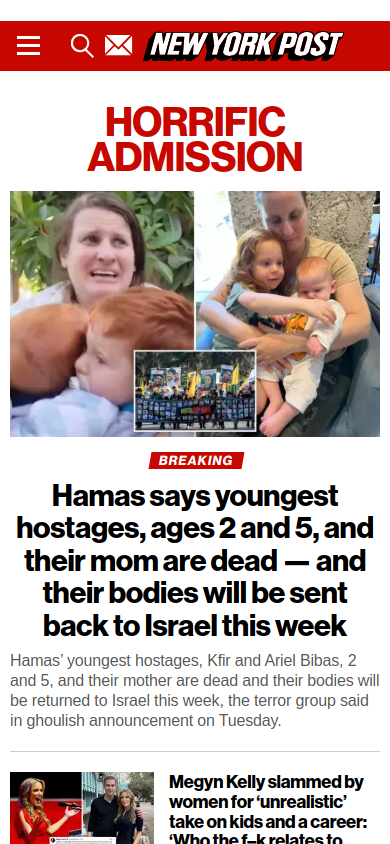 NEW YORK POST
HORRIFIC
ADMISSION
BREAKING
Hamas says youngest
hostages, ages 2 and 5, and
their mom are dead — and
their bodies will be sent
back to Israel this week
Hamas’ youngest hostages, Kfir and Ariel Bibas, 2
and 5, and their mother are dead and their bodies will
be returned to Israel this week, the terror group said
in ghoulish announcement on Tuesday.
Megyn Kelly slammed by
women for ‘unrealistic’
take on kids and a career:
‘Who the f–k relates to